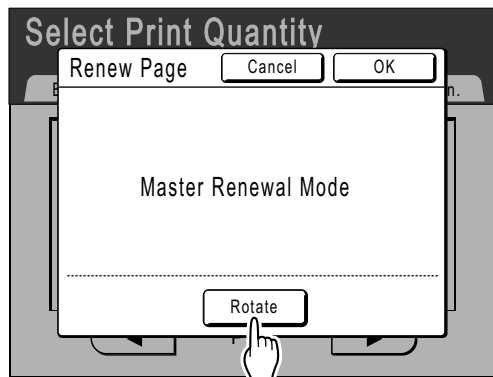 Select Print Quantity
Renew Page Cancel OK
n.
Master Renewal Mode
Rotate